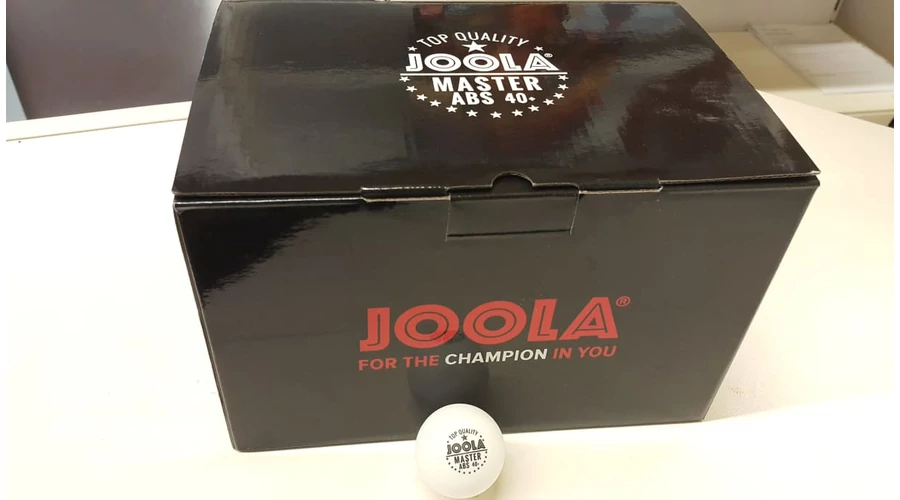 TOP QUALITY
JOOLA®
MASTER
ABS 40+
JOOLA®
FOR THE CHAMPION IN YOU
TOP QUALITY
JOOLA
MASTER
ABS 40+